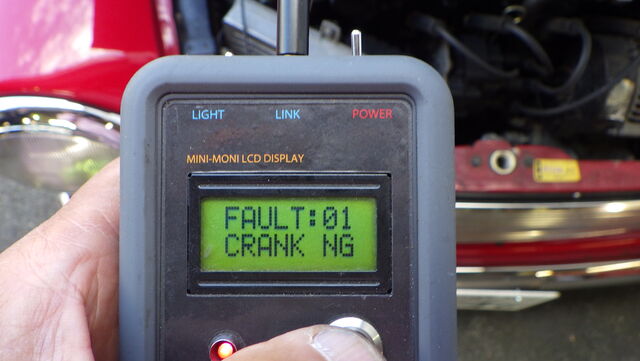 LIGHT LINK POWER
MINI-MONI LCD DISPLAY
FAULT:01
CRANK NG